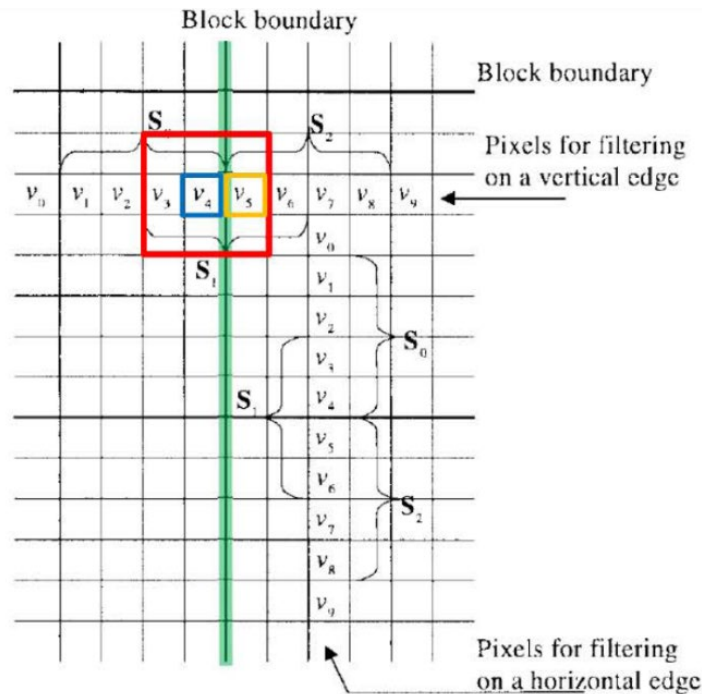 Block boundary
Block boundary
S₂
Pixels for filtering
on a vertical edge
v₀ v₁ v₂ v₃ v₄ v₅ v₆ v₇ v₈ v₉
v₀
S₁
v₁
v₂
S₀
v₃
S₁
v₄
v₅
v₆
S₂
v₇
v₈
v₉
Pixels for filtering
on a horizontal edge